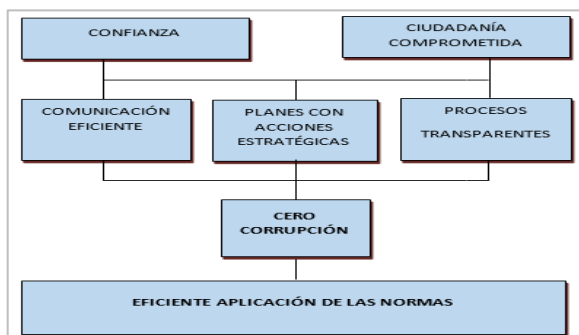 CONFIANZA
CIUDADANÍA
COMPROMETIDA
COMUNICACIÓN
EFICIENTE
PLANES CON
ACCIONES
ESTRATÉGICAS
PROCESOS
TRANSPARENTES
CERO
CORRUPCIÓN
EFICIENTE APLICACIÓN DE LAS NORMAS